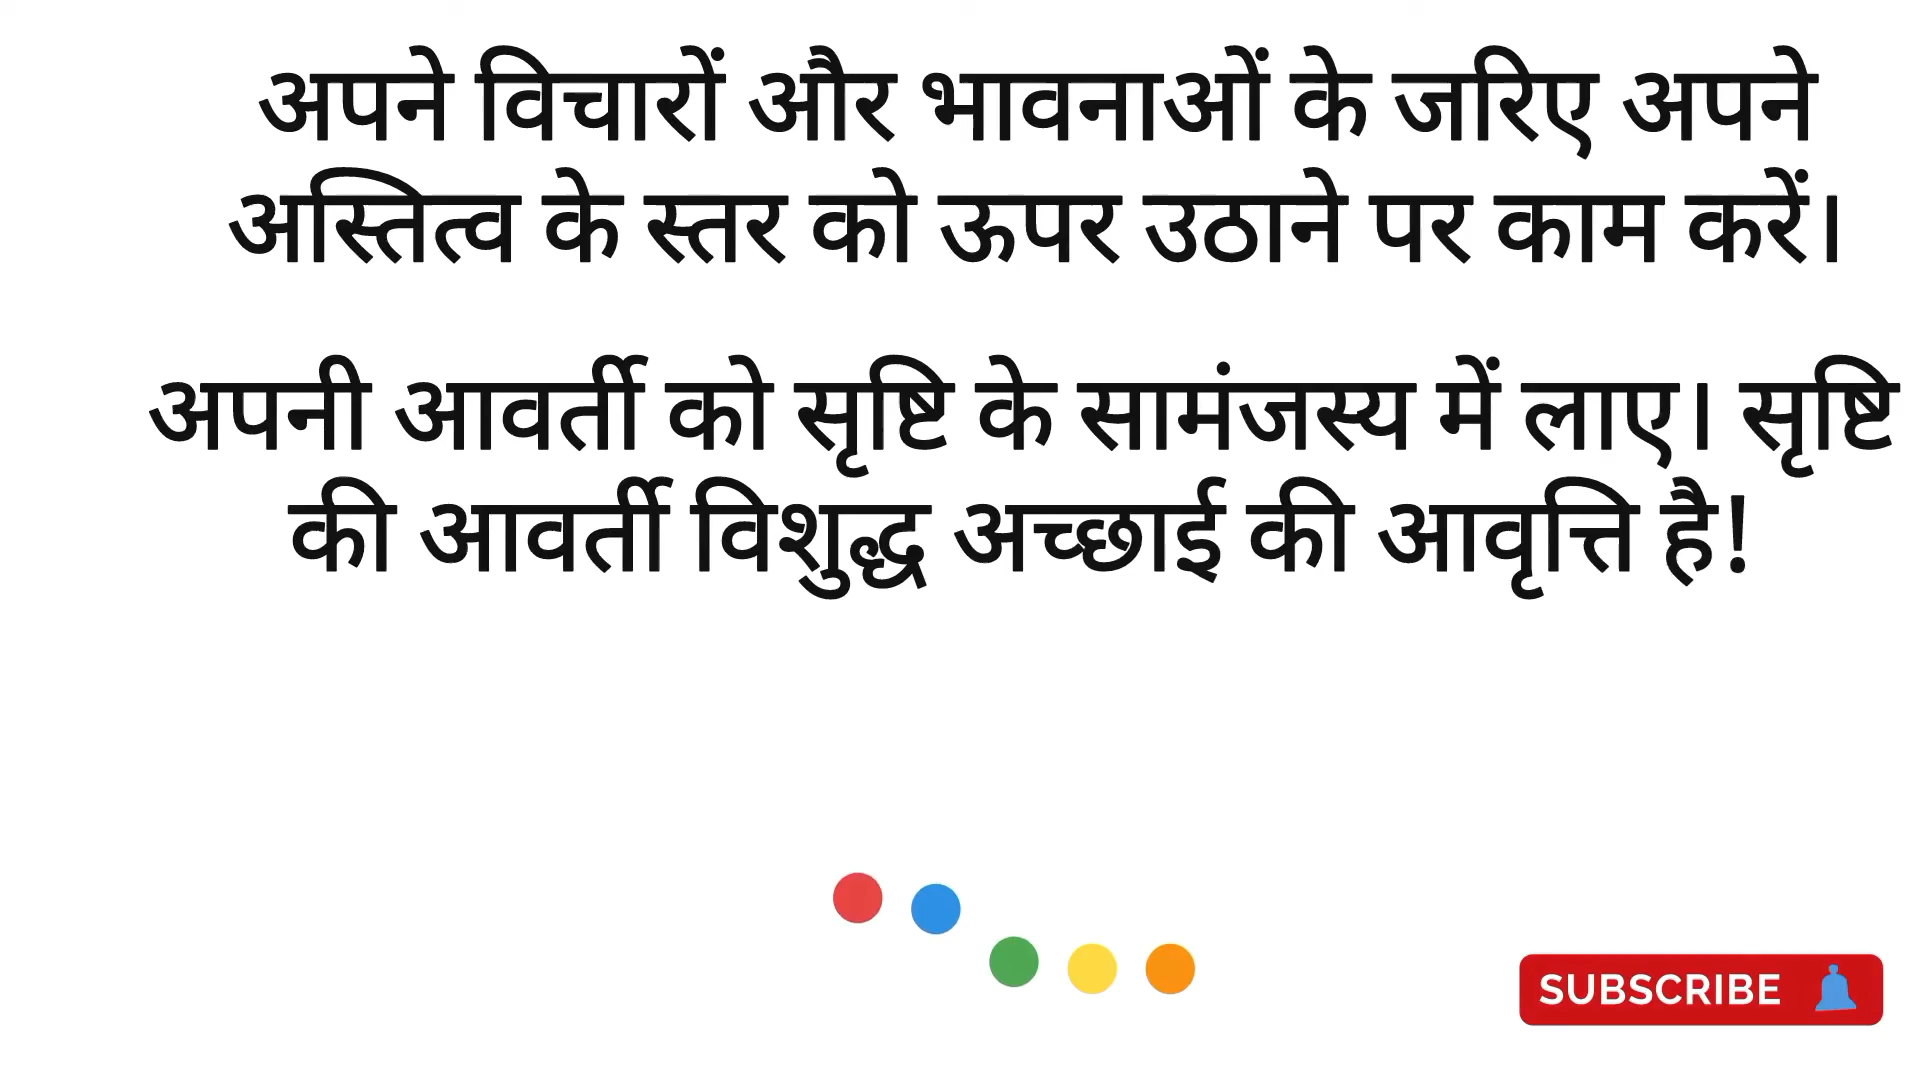 अपने विचारों और भावनाओं के जरिए अपने
अस्तित्व के स्तर को ऊपर उठाने पर काम करें।
अपनी आवर्ती को सृष्टि के सामंजस्य में लाए। सृष्टि
की आवर्ती विशुद्ध अच्छाई की आवृत्ति है!
SUBSCRIBE